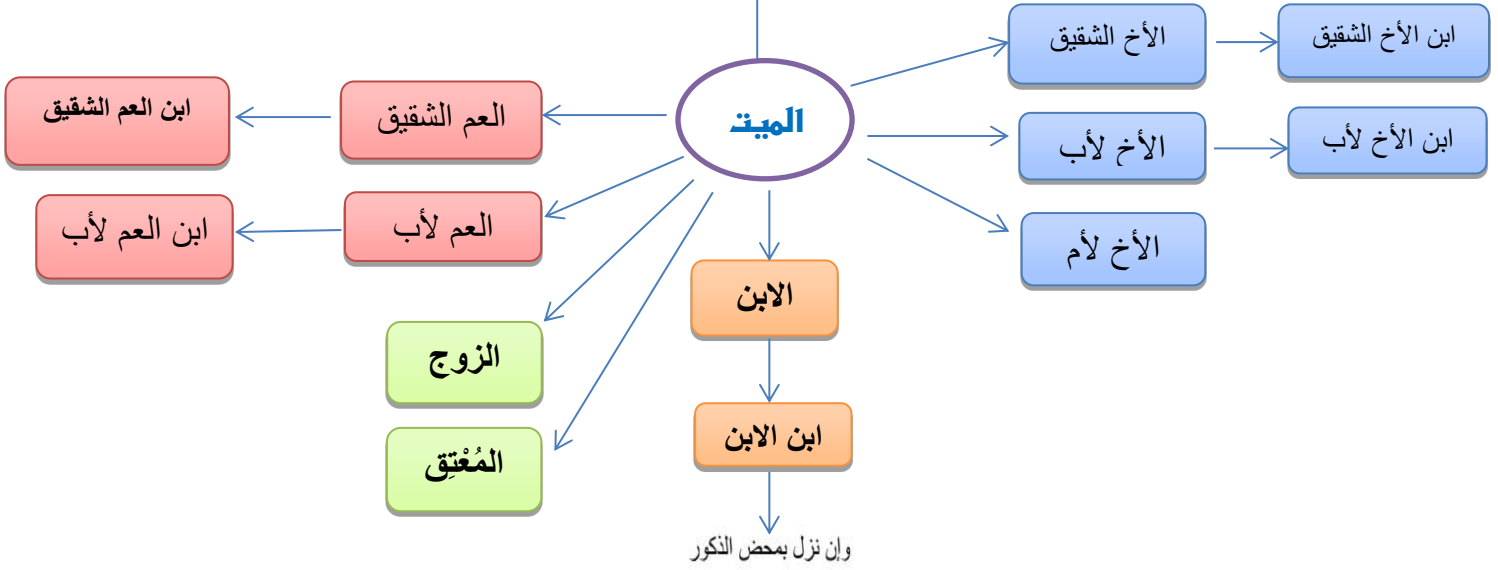 الأخ الشقيق
ابن الأخ الشقيق
الميت
العم الشقيق
ابن العم الشقيق
الأخ لأب
ابن الأخ لأب
العم لأب
ابن العم لأب
الأخ لأم
الابن
الزوج
ابن الابن
المُعْتِق
وإن نزل بمحض الذكور